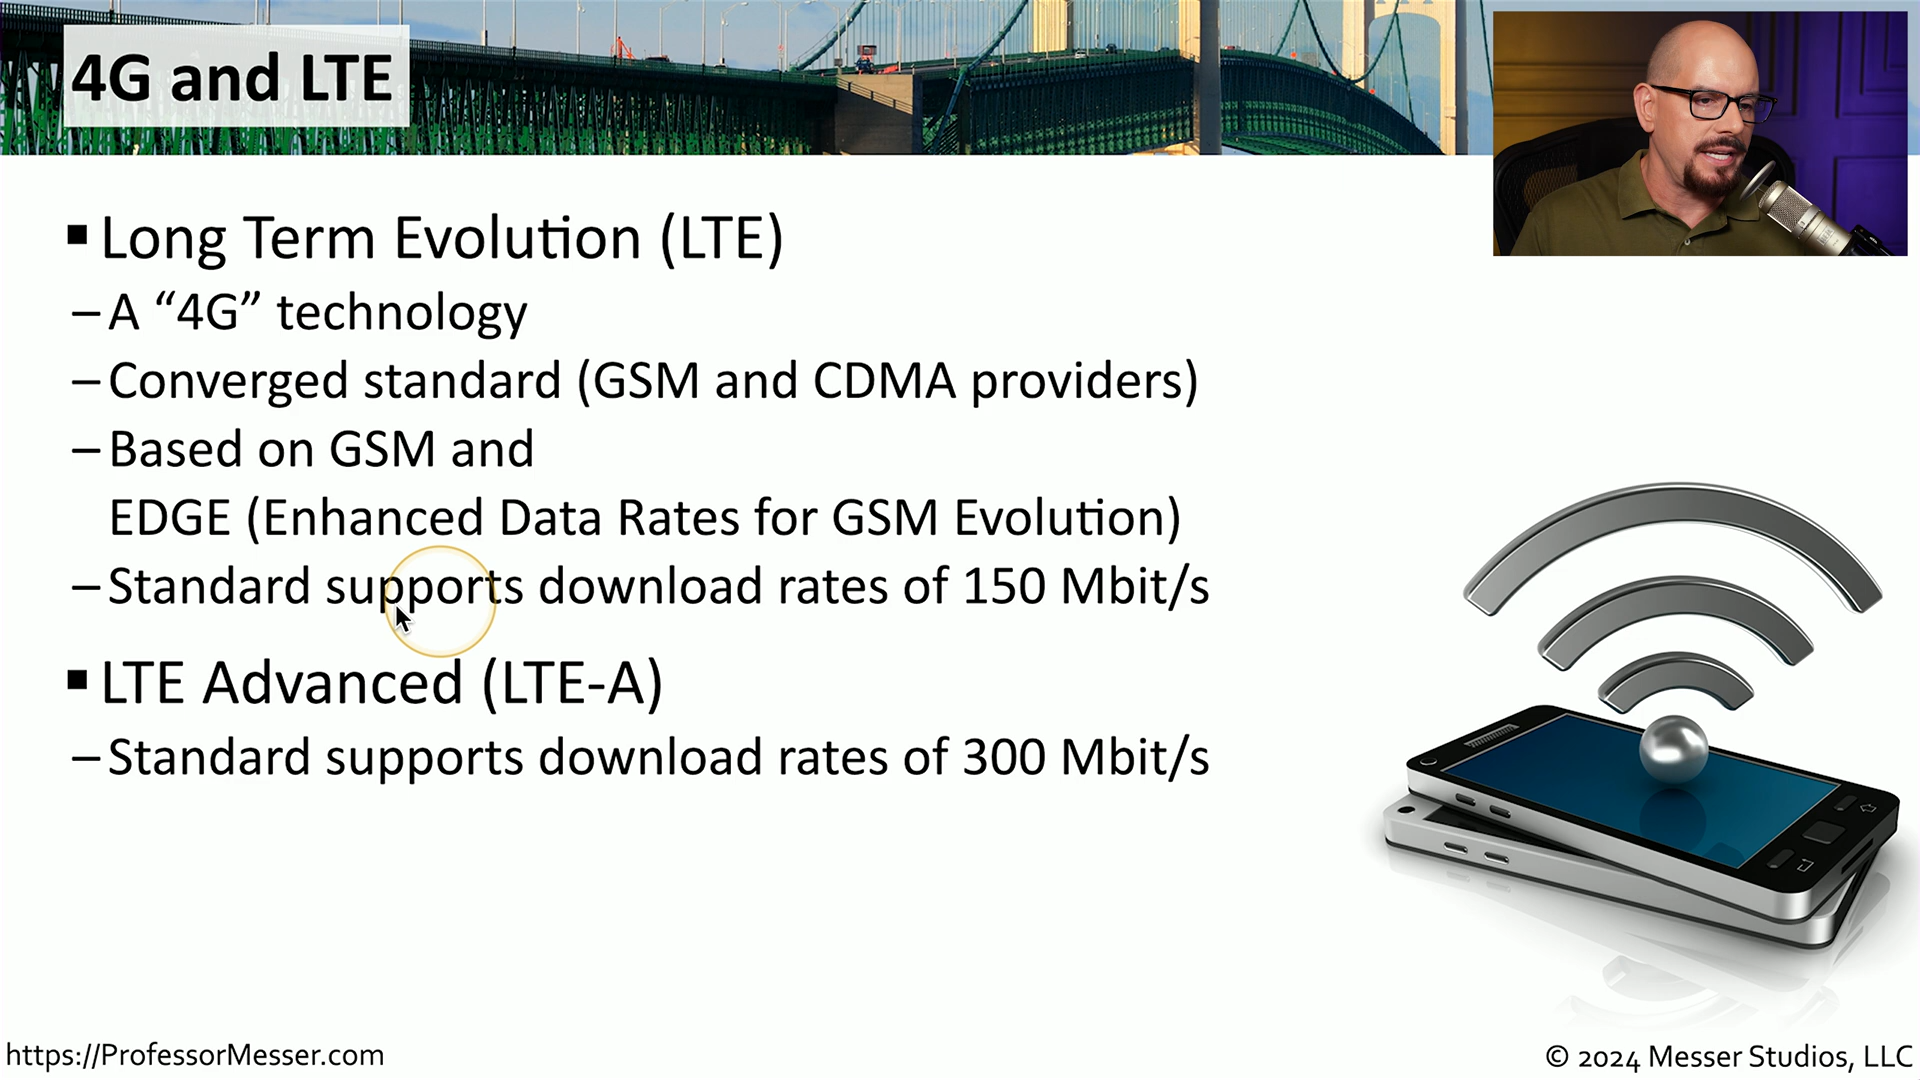 4G and LTE
▪ Long Term Evolution (LTE)
– A “4G” technology
– Converged standard (GSM and CDMA providers)
– Based on GSM and
EDGE (Enhanced Data Rates for GSM Evolution)
– Standard supports download rates of 150 Mbit/s
▪ LTE Advanced (LTE-A)
– Standard supports download rates of 300 Mbit/s
https://ProfessorMesser.com
© 2024 Messer Studios, LLC